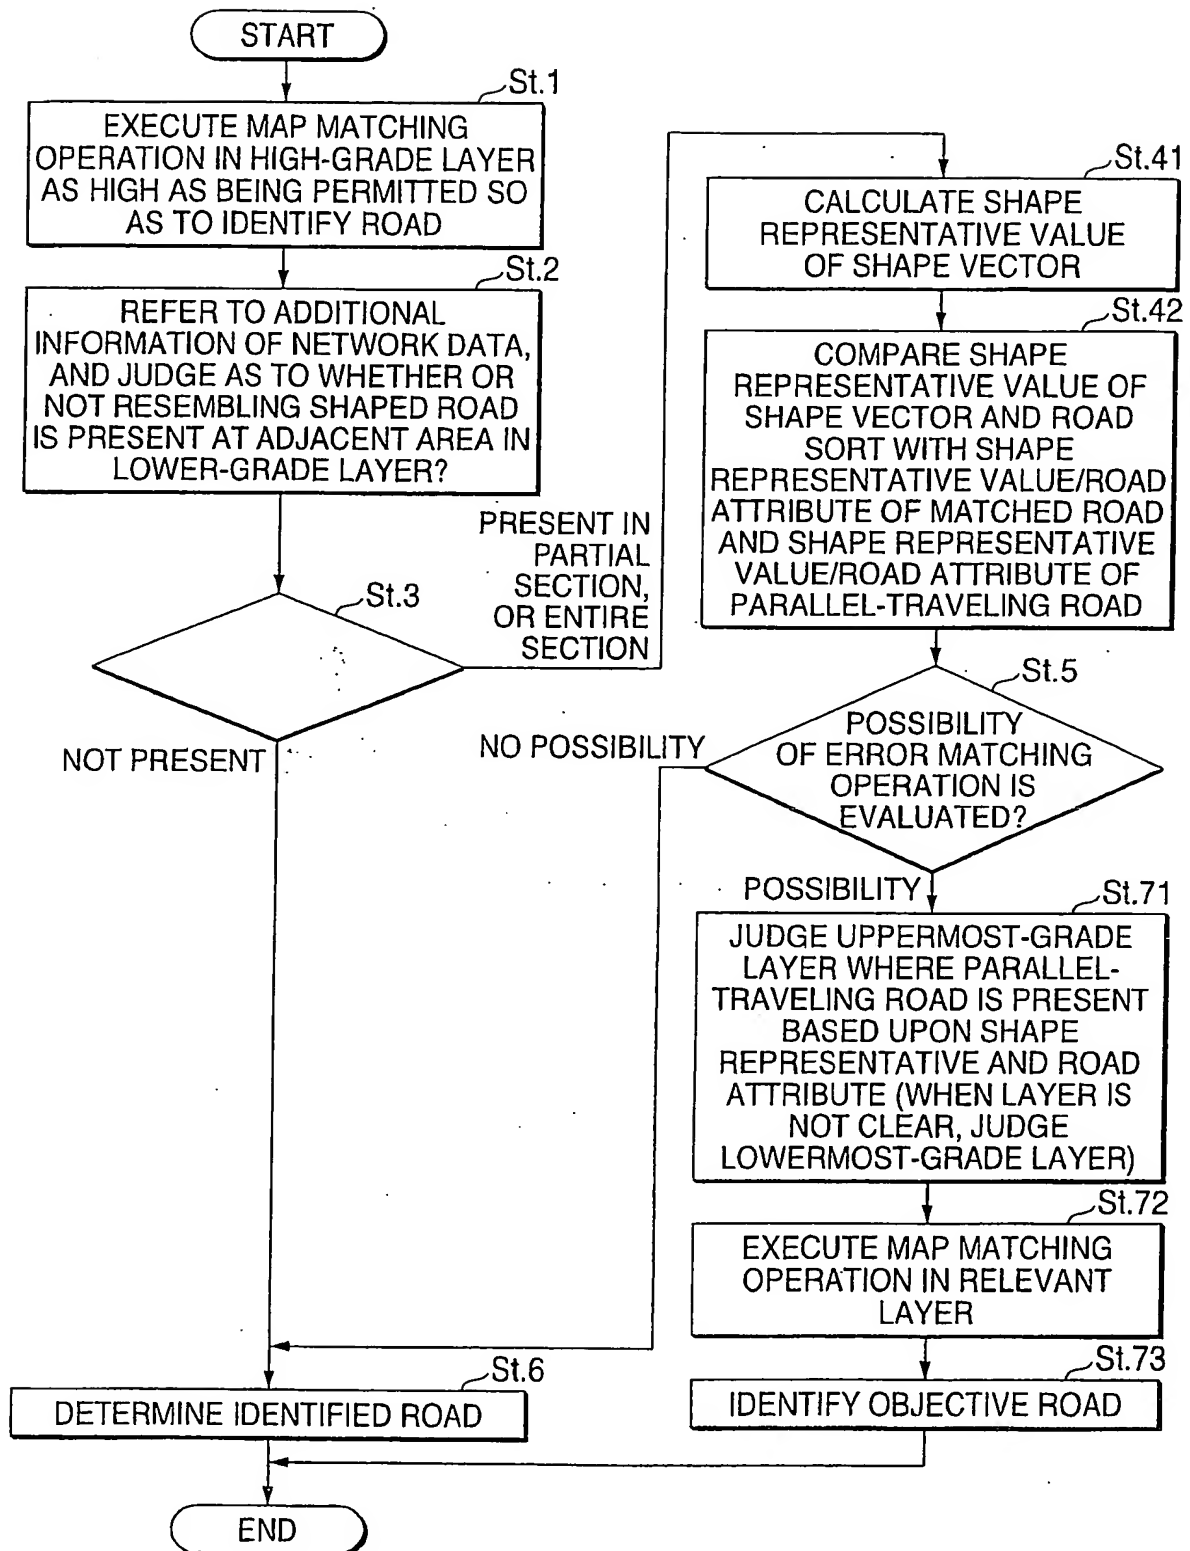 START
St.1
EXECUTE MAP MATCHING
OPERATION IN HIGH-GRADE LAYER
AS HIGH AS BEING PERMITTED SO
AS TO IDENTIFY ROAD
St.2
REFER TO ADDITIONAL
INFORMATION OF NETWORK DATA,
AND JUDGE AS TO WHETHER OR
NOT RESEMBLING SHAPED ROAD
IS PRESENT AT ADJACENT AREA IN
LOWER-GRADE LAYER?
St.3
PRESENT IN
PARTIAL
SECTION,
OR ENTIRE
SECTION
NOT PRESENT
St.41
CALCULATE SHAPE
REPRESENTATIVE VALUE
OF SHAPE VECTOR
St.42
COMPARE SHAPE
REPRESENTATIVE VALUE OF
SHAPE VECTOR AND ROAD
SORT WITH SHAPE
REPRESENTATIVE VALUE/ROAD
ATTRIBUTE OF MATCHED ROAD
AND SHAPE REPRESENTATIVE
VALUE/ROAD ATTRIBUTE OF
PARALLEL-TRAVELING ROAD
St.5
POSSIBILITY
OF ERROR MATCHING
OPERATION IS
EVALUATED?
NO POSSIBILITY
POSSIBILITY
St.71
JUDGE UPPERMOST-GRADE
LAYER WHERE PARALLEL-
TRAVELING ROAD IS PRESENT
BASED UPON SHAPE
REPRESENTATIVE AND ROAD
ATTRIBUTE (WHEN LAYER IS
NOT CLEAR, JUDGE
LOWERMOST-GRADE LAYER)
St.72
EXECUTE MAP MATCHING
OPERATION IN RELEVANT
LAYER
St.73
IDENTIFY OBJECTIVE ROAD
St.6
DETERMINE IDENTIFIED ROAD
END